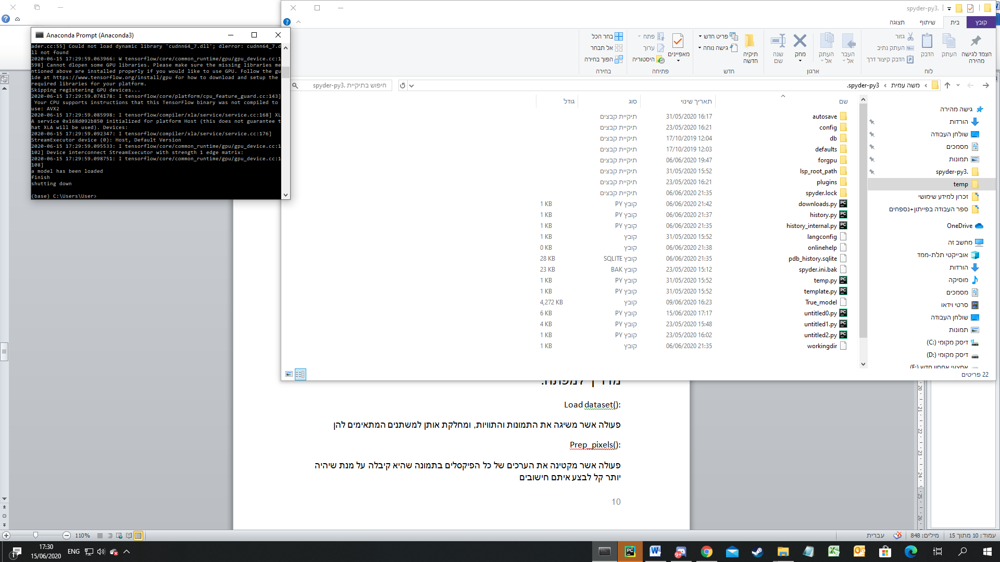 Anaconda Prompt (Anaconda3)
ader.cc:55] Could not load dynamic library 'cudnn64_7.dll'; dlerror: cudnn64_7.d
ll not found
2020-06-15 17:29:59.063966: W tensorflow/core/common_runtime/gpu/gpu_device.cc:1
598] Cannot dlopen some GPU libraries. Please make sure the missing libraries me
ntioned above are installed properly if you would like to use GPU. Follow the gu
ide at https://www.tensorflow.org/install/gpu for how to download and setup the
required libraries for your platform.
Skipping registering GPU devices...
2020-06-15 17:29:59.074178: I tensorflow/core/platform/cpu_feature_guard.cc:143]
Your CPU supports instructions that this TensorFlow binary was not compiled to
use: AVX2
2020-06-15 17:29:59.085998: I tensorflow/compiler/xla/service/service.cc:168] XL
A service 0x168d092b850 initialized for platform Host (this does not guarantee t
hat XLA will be used). Devices:
2020-06-15 17:29:59.092347: I tensorflow/compiler/xla/service/service.cc:176]
StreamExecutor device (0): Host, Default Version
2020-06-15 17:29:59.095533: I tensorflow/core/common_runtime/gpu/gpu_device.cc:1
102] Device interconnect StreamExecutor with strength 1 edge matrix:
2020-06-15 17:29:59.098751: I tensorflow/core/common_runtime/gpu/gpu_device.cc:1
108]
a model has been loaded
finish
shutting down
(base) C:\Users\User>
spyder-py3.
קובץ בית שיתוף תצוגה
הצמד לגישה מהירה
העתק
הדבק
גזור
העתק נתיב
הדבק קיצור דרך
לוח
העבר אל
העתק אל
מחק
שנה שם
ארגון
תיקיה חדשה
פריט חדש
גישה נוחה
חדש
מאפיינים
פתח
ערוך
היסטוריה
פתיחה
בחר הכל
אל תבחר
הפוך בחירה
בחירה
משה עמית
.spyder-py3
חיפוש בתיקיית .spyder-py3
שם תאריך שינוי סוג גודל
autosave 31/05/2020 16:17 תיקיית קבצים
config 23/05/2020 16:21 תיקיית קבצים
db 17/10/2019 12:04 תיקיית קבצים
defaults 17/10/2019 12:03 תיקיית קבצים
forgpu 06/06/2020 19:47 תיקיית קבצים
lsp_root_path 31/05/2020 15:52 תיקיית קבצים
plugins 23/05/2020 16:21 תיקיית קבצים
spyder.lock 06/06/2020 21:35 תיקיית קבצים
downloads.py 06/06/2020 21:42 קובץ PY 1 KB
history.py 06/06/2020 21:37 קובץ PY 1 KB
history_internal.py 06/06/2020 21:35 קובץ PY 1 KB
langconfig 31/05/2020 15:52 קובץ 1 KB
onlinehelp 06/06/2020 21:38 קובץ 0 KB
pdb_history.sqlite 06/06/2020 21:35 קובץ SQLITE 28 KB
spyder.ini.bak 23/05/2020 15:12 קובץ BAK 23 KB
temp.py 31/05/2020 15:52 קובץ PY 1 KB
template.py 31/05/2020 15:52 קובץ PY 1 KB
True_model 09/06/2020 16:23 קובץ 4,272 KB
untitled0.py 15/06/2020 17:17 קובץ PY 6 KB
untitled1.py 23/05/2020 15:48 קובץ PY 4 KB
untitled2.py 23/05/2020 16:02 קובץ PY 1 KB
workingdir 06/06/2020 21:35 קובץ 1 KB
גישה מהירה
הורדות
שולחן העבודה
מסמכים
תמונות
spyder-py3.
temp
זכרון למידע שימושי
ספר העבודה בפייתון+נספחים
OneDrive
מחשב זה
אובייקטי תלת-ממד
הורדות
מוסיקה
מסמכים
סרטי וידאו
שולחן העבודה
תמונות
דיסק מקומי (C:)
דיסק מקומי (D:)
אמצעי אחסון חדש (E:)
22 פריטים
מדריך למפתח:
Load dataset():
פעולה אשר משיגה את התמונות והתוויות, ומחלקת אותן למשתנים המתאימים להן
Prep_pixels():
פעולה אשר מקטינה את הערכים של כל הפיקסלים בתמונה שהיא קיבלה על מנת שיהיה
יותר קל לבצע איתם חישובים
10
20
21
22
23
24
25
26
עמוד: 10 מתוך 15
מילים: 848
עברית
110%
17:30
15/06/2020
ENG
9+
1